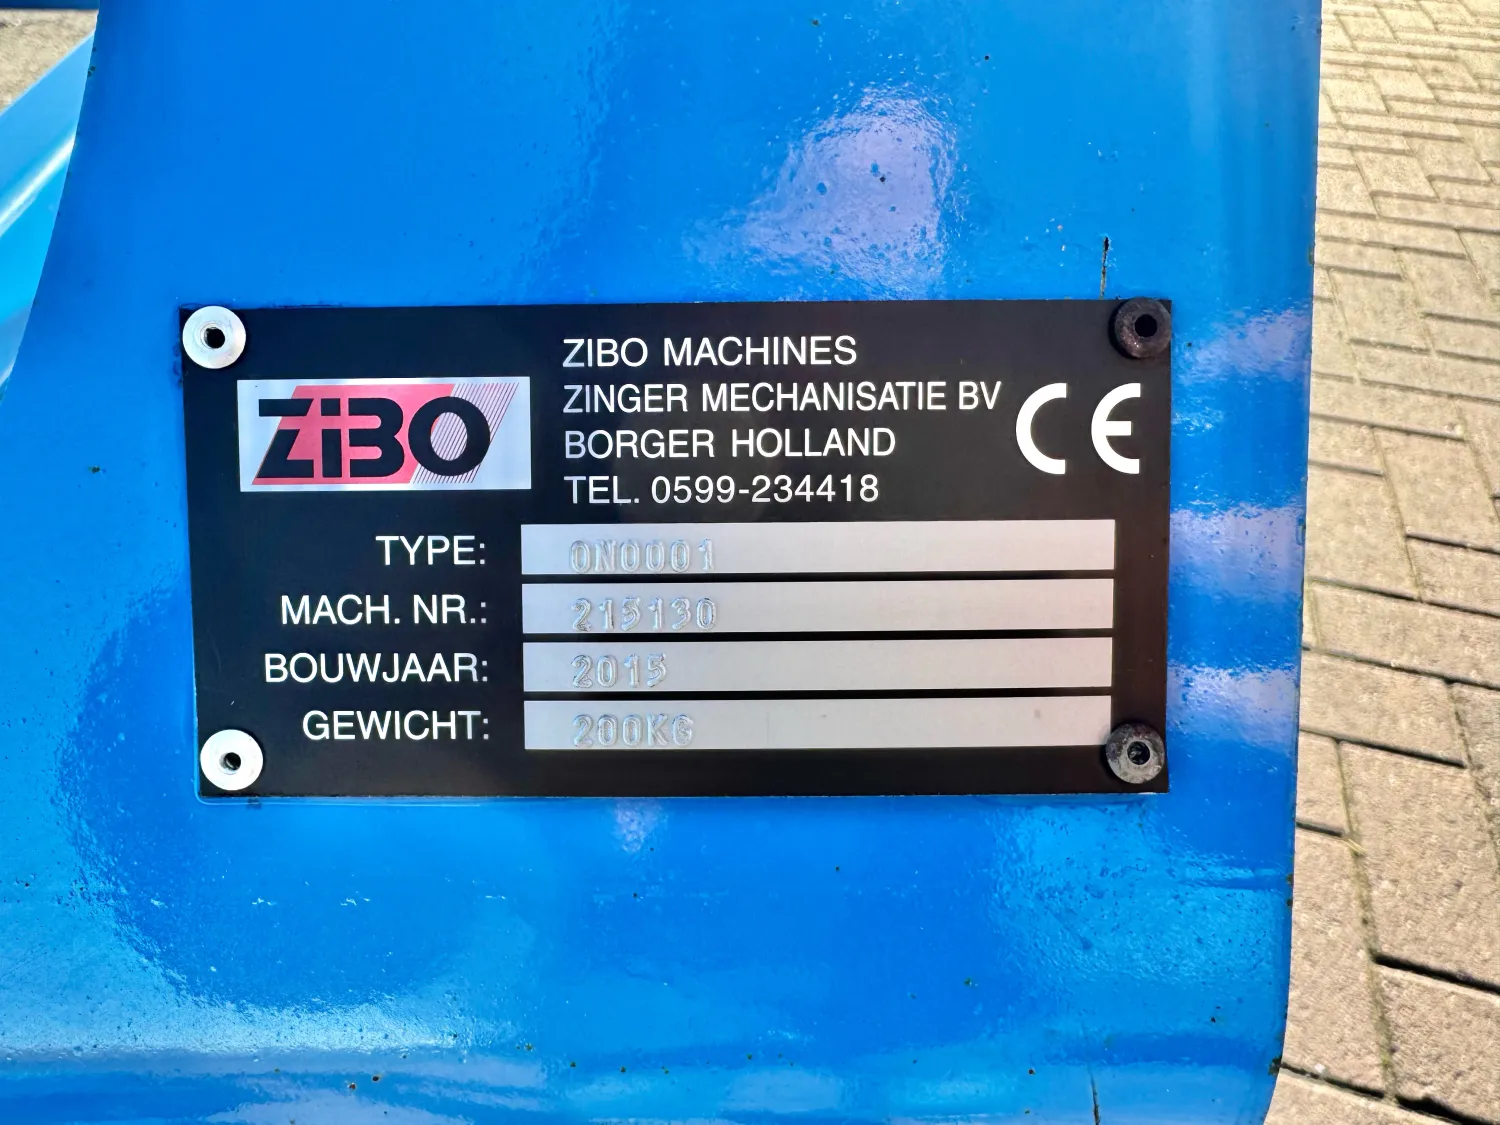 ZIBO MACHINES
ZINGER MECHANISATIE BV
BORGER HOLLAND
TEL. 0599-234418
CE
ZiBO
TYPE: ON0001
MACH. NR.: 215130
BOUWJAAR: 2015
GEWICHT: 200KG